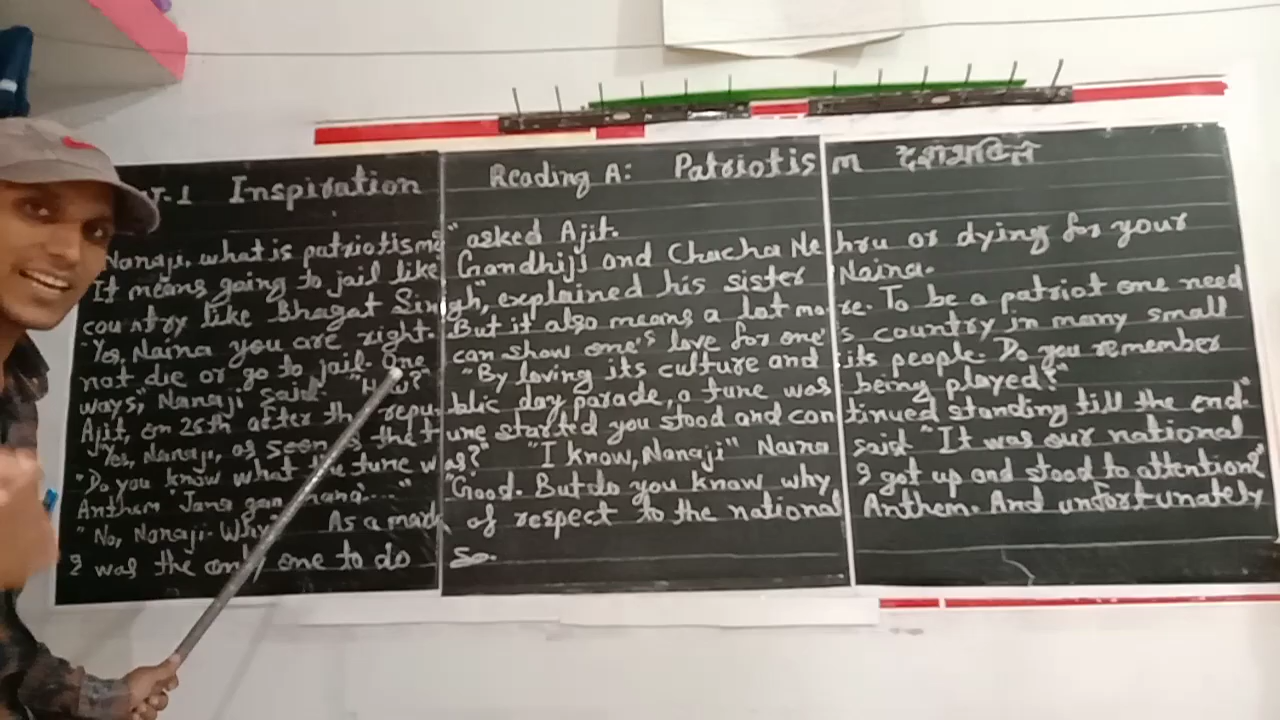 T.1 Inspiration Reading A: Patriotism देशभक्ति
Nanaji, what is patriotism?" asked Ajit.
It means going to jail like Gandhiji and Chacha Nehru or dying for your
country like Bhagat Singh", explained his sister Naina.
"Yes, Naina you are right. But it also means a lot more. To be a patriot one need
not die or go to jail. One can show one's love for one's country in many small
ways," Nanaji said. "How?" "By loving its culture and its people. Do you remember
Ajit, on 26th after the republic day parade, a tune was being played?"
"Yes, Nanaji, as soon as the tune started you stood and continued standing till the end."
"Do you know what the tune was?" "I know, Nanaji" Naina said. "It was our national
Anthem 'Jana gan mana'...." "Good. But do you know why I got up and stood to attention?"
"No, Nanaji. Why?" As a mark of respect to the national Anthem. And unfortunately
I was the only one to do so.